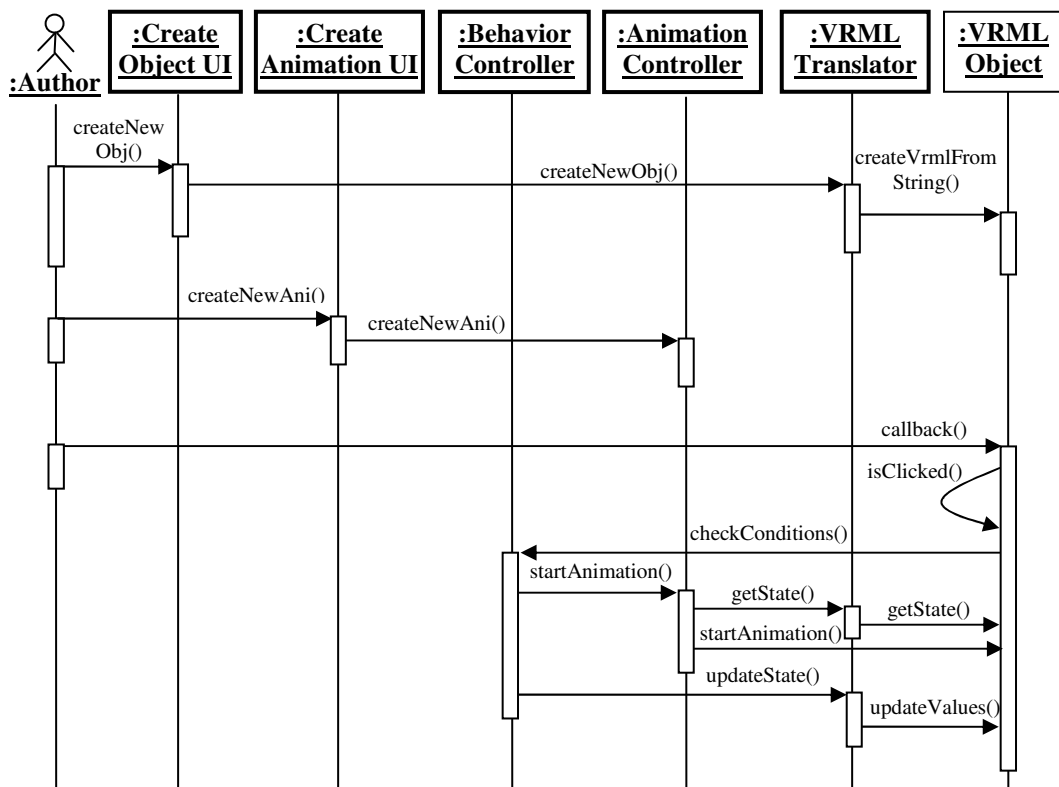 :Author
:Create
Object UI
:Create
Animation UI
:Behavior
Controller
:Animation
Controller
:VRML
Translator
:VRML
Object
createNew
Obj()
createNewObj()
createVrmlFrom
String()
createNewAni()
createNewAni()
callback()
isClicked()
checkConditions()
startAnimation()
getState()
getState()
startAnimation()
updateState()
updateValues()